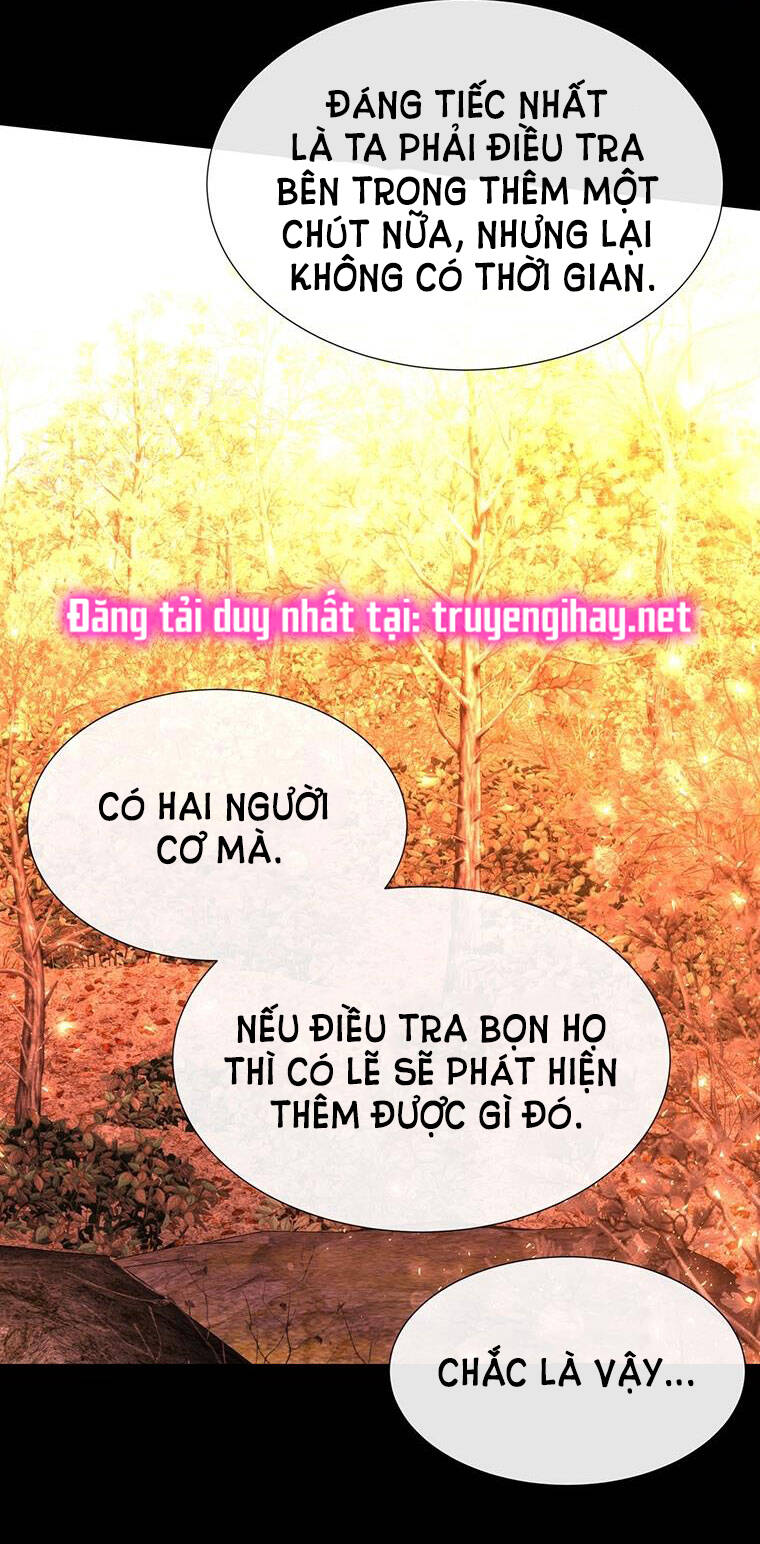 ĐÁNG TIẾC NHẤT
LÀ TA PHẢI ĐIỀU TRA
BÊN TRONG THÊM MỘT
CHÚT NỮA, NHƯNG LẠI
KHÔNG CÓ THỜI GIAN.
Đăng tải duy nhất tại: truyengihay.net
CÓ HAI NGƯỜI
CƠ MÀ.
NẾU ĐIỀU TRA BỌN HỌ
THÌ CÓ LẼ SẼ PHÁT HIỆN
THÊM ĐƯỢC GÌ ĐÓ.
CHẮC LÀ VẬY...